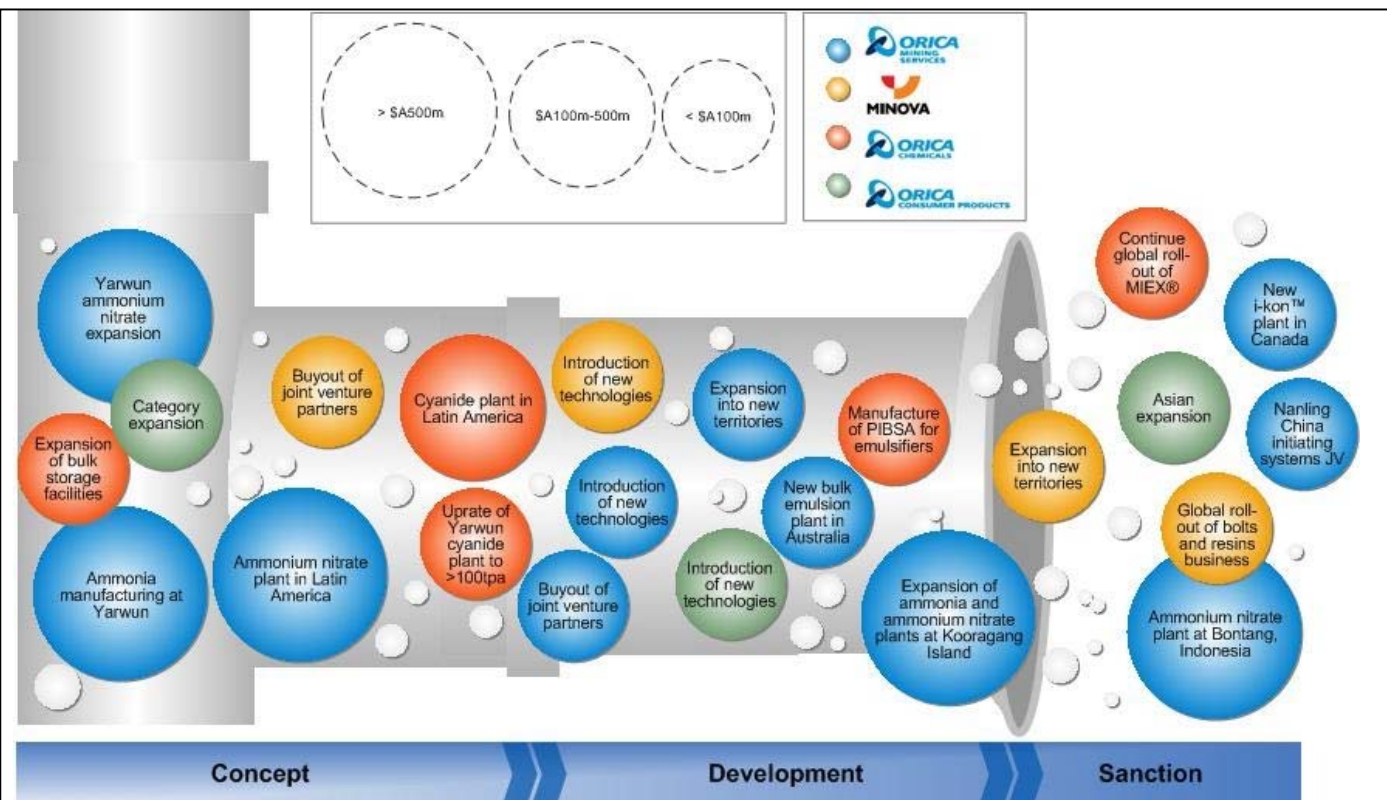 > $A500m
$A100m-500m
< $A100m
ORICA
MINING
SERVICES
MINOVA
ORICA
CHEMICALS
ORICA
CONSUMER PRODUCTS
Yarwun
ammonium
nitrate
expansion
Category
expansion
Expansion
of bulk
storage
facilities
Ammonia
manufacturing at
Yarwun
Buyout of
joint venture
partners
Ammonium nitrate
plant in Latin
America
Cyanide plant in
Latin America
Uprate of
Yarwun
cyanide
plant to
>100tpa
Introduction
of new
technologies
Introduction
of new
technologies
Buyout of
joint venture
partners
Expansion
into new
territories
New bulk
emulsion
plant in
Australia
Introduction
of new
technologies
Manufacture
of PIBSA for
emulsifiers
Expansion of
ammonia and
ammonium nitrate
plants at Kooragang
Island
Expansion
into new
territories
Continue
global roll-
out of
MIEX®
New
i-kon™
plant in
Canada
Asian
expansion
Nanling
China
initiating
systems JV
Global roll-
out of bolts
and resins
business
Ammonium nitrate
plant at Bontang,
Indonesia
Concept
Development
Sanction